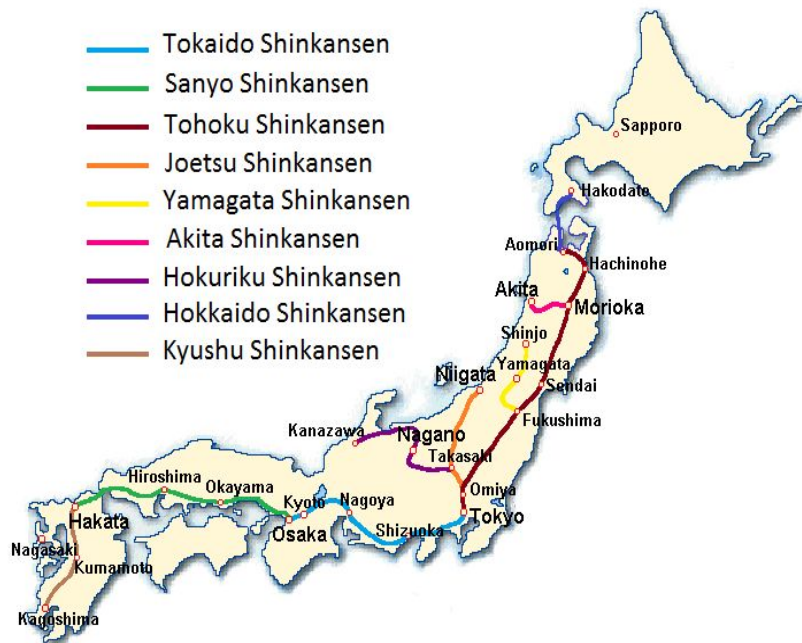 Tokaido Shinkansen
Sanyo Shinkansen
Tohoku Shinkansen
Joetsu Shinkansen
Yamagata Shinkansen
Akita Shinkansen
Hokuriku Shinkansen
Hokkaido Shinkansen
Kyushu Shinkansen
Sapporo
Hakodato
Aomori
Hachinohe
Akita
Morioka
Shinjo
Yamagata
Niigata
Sendai
Fukushima
Kanazawa
Nagano
Takasaki
Hiroshima
Okayama
Kyoto
Nagoya
Omiya
Hakata
Osaka
Shizuoka
Tokyo
Nagasaki
Kumamoto
Kagoshima